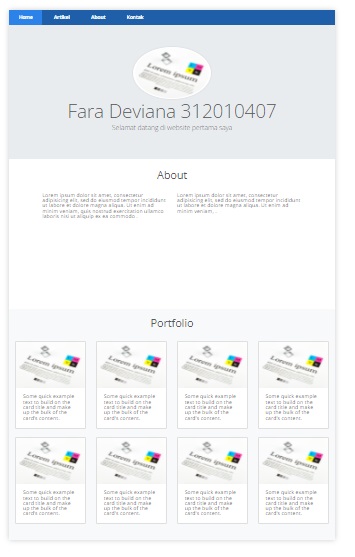 Home Artikel About Kontak
Lorem ipsum
Fara Deviana 312010407
Selamat datang di website pertama saya
About
Lorem ipsum dolor sit amet, consectetur
adipisicing elit, sed do eiusmod tempor incididunt
ut labore et dolore magna aliqua. Ut enim ad
minim veniam, quis nostrud exercitation ullamco
laboris nisi ut aliquip ex ea commodo..
Lorem ipsum dolor sit amet, consectetur
adipisicing elit, sed do eiusmod tempor incididunt
ut labore et dolore magna aliqua. Ut enim ad
minim veniam,..
Portfolio
Lorem ipsum
Some quick example
text to build on the
card title and make
up the bulk of the
card's content.
Lorem ipsum
Some quick example
text to build on the
card title and make
up the bulk of the
card's content.
Lorem ipsum
Some quick example
text to build on the
card title and make
up the bulk of the
card's content.
Lorem ipsum
Some quick example
text to build on the
card title and make
up the bulk of the
card's content.
Lorem ipsum
Some quick example
text to build on the
card title and make
up the bulk of the
card's content.
Lorem ipsum
Some quick example
text to build on the
card title and make
up the bulk of the
card's content.
Lorem ipsum
Some quick example
text to build on the
card title and make
up the bulk of the
card's content.
Lorem ipsum
Some quick example
text to build on the
card title and make
up the bulk of the
card's content.